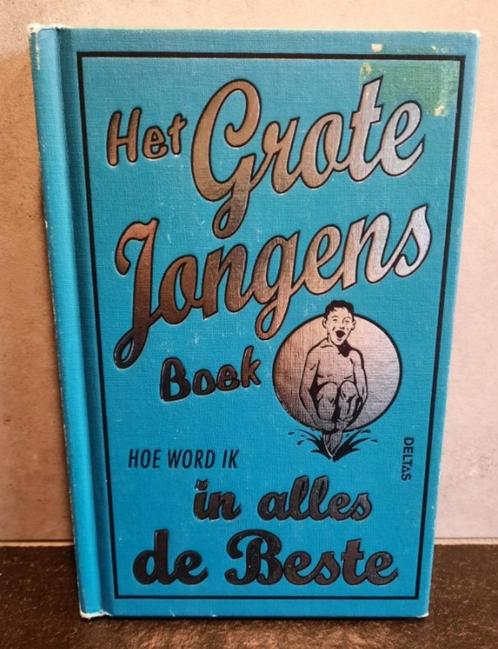 Het Grote
Jongens
Boek
HOE WORD IK
in alles
de Beste
DELTAS